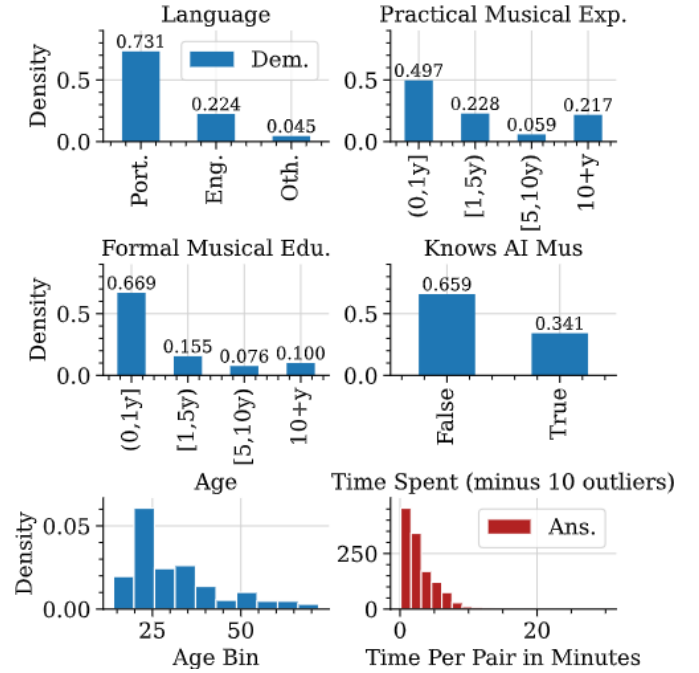 Language
Density
0.5
0.0
0.731
0.224
0.045
Dem.
Port.
Eng.
Oth.
Practical Musical Exp.
0.5
0.0
0.497
0.228
0.059
0.217
(0,1y]
[1,5y)
[5,10y)
10+y
Formal Musical Edu.
Density
0.5
0.0
0.669
0.155
0.076
0.100
(0,1y]
[1,5y)
[5,10y)
10+y
Knows AI Mus
0.5
0.0
0.659
0.341
False
True
Age
Density
0.05
0.00
25
50
Age Bin
Time Spent (minus 10 outliers)
250
0
Ans.
0
20
Time Per Pair in Minutes